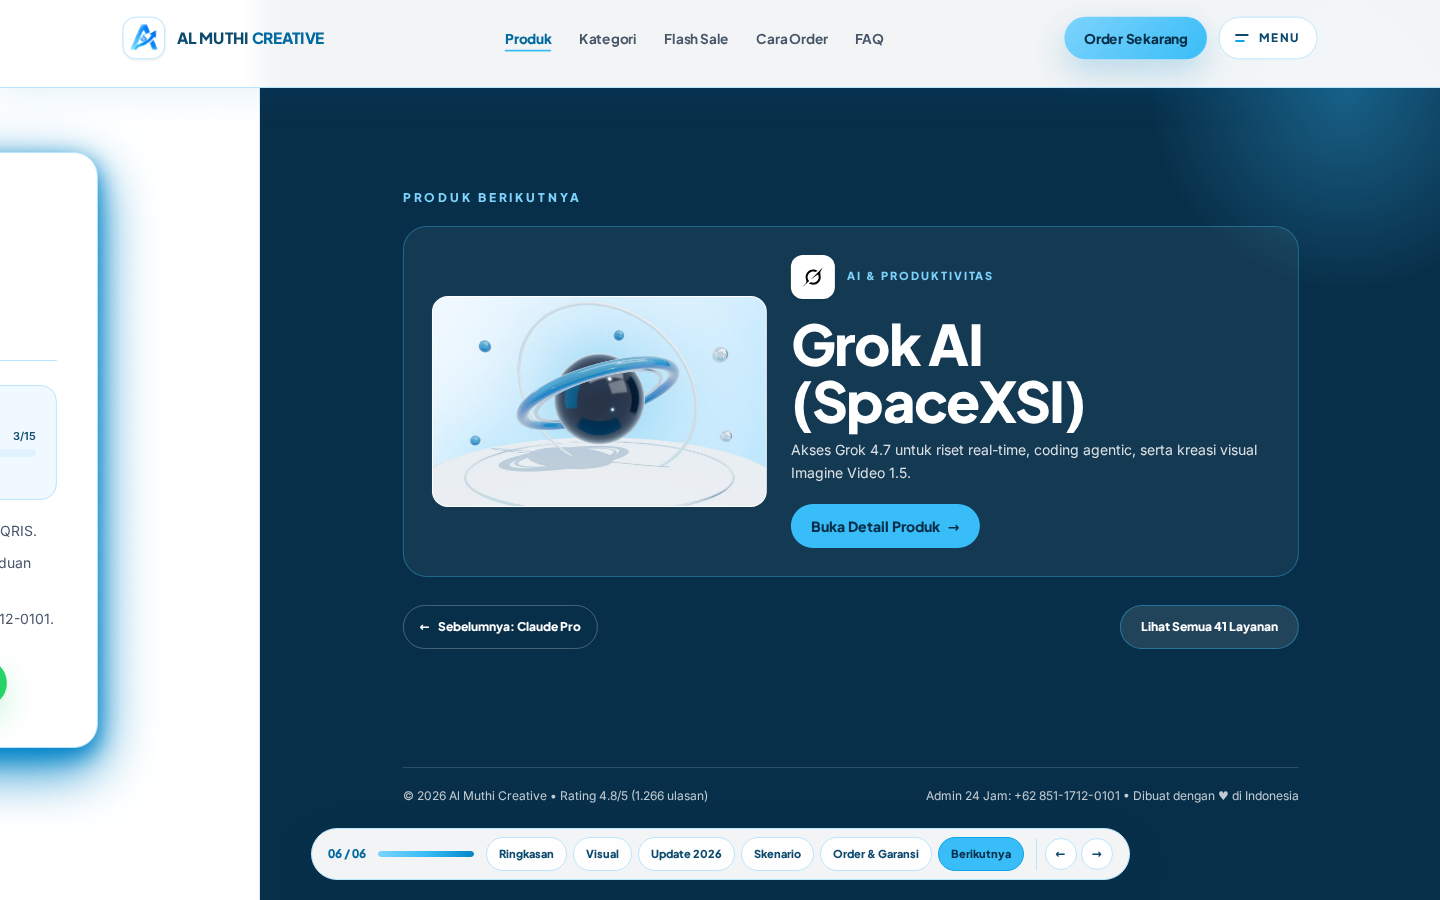 AL MUTHI CREATIVE
Produk
Kategori
Flash Sale
Cara Order
FAQ
Order Sekarang
MENU
3/15
QRIS.
duan
12-0101.
PRODUK BERIKUTNYA
AI & PRODUKTIVITAS
Grok AI
(SpaceXSI)
Akses Grok 4.7 untuk riset real-time, coding agentic, serta kreasi visual
Imagine Video 1.5.
Buka Detail Produk →
← Sebelumnya: Claude Pro
Lihat Semua 41 Layanan
© 2026 Al Muthi Creative • Rating 4.8/5 (1.266 ulasan)
Admin 24 Jam: +62 851-1712-0101 • Dibuat dengan ♥ di Indonesia
06 / 06
Ringkasan
Visual
Update 2026
Skenario
Order & Garansi
Berikutnya
← →